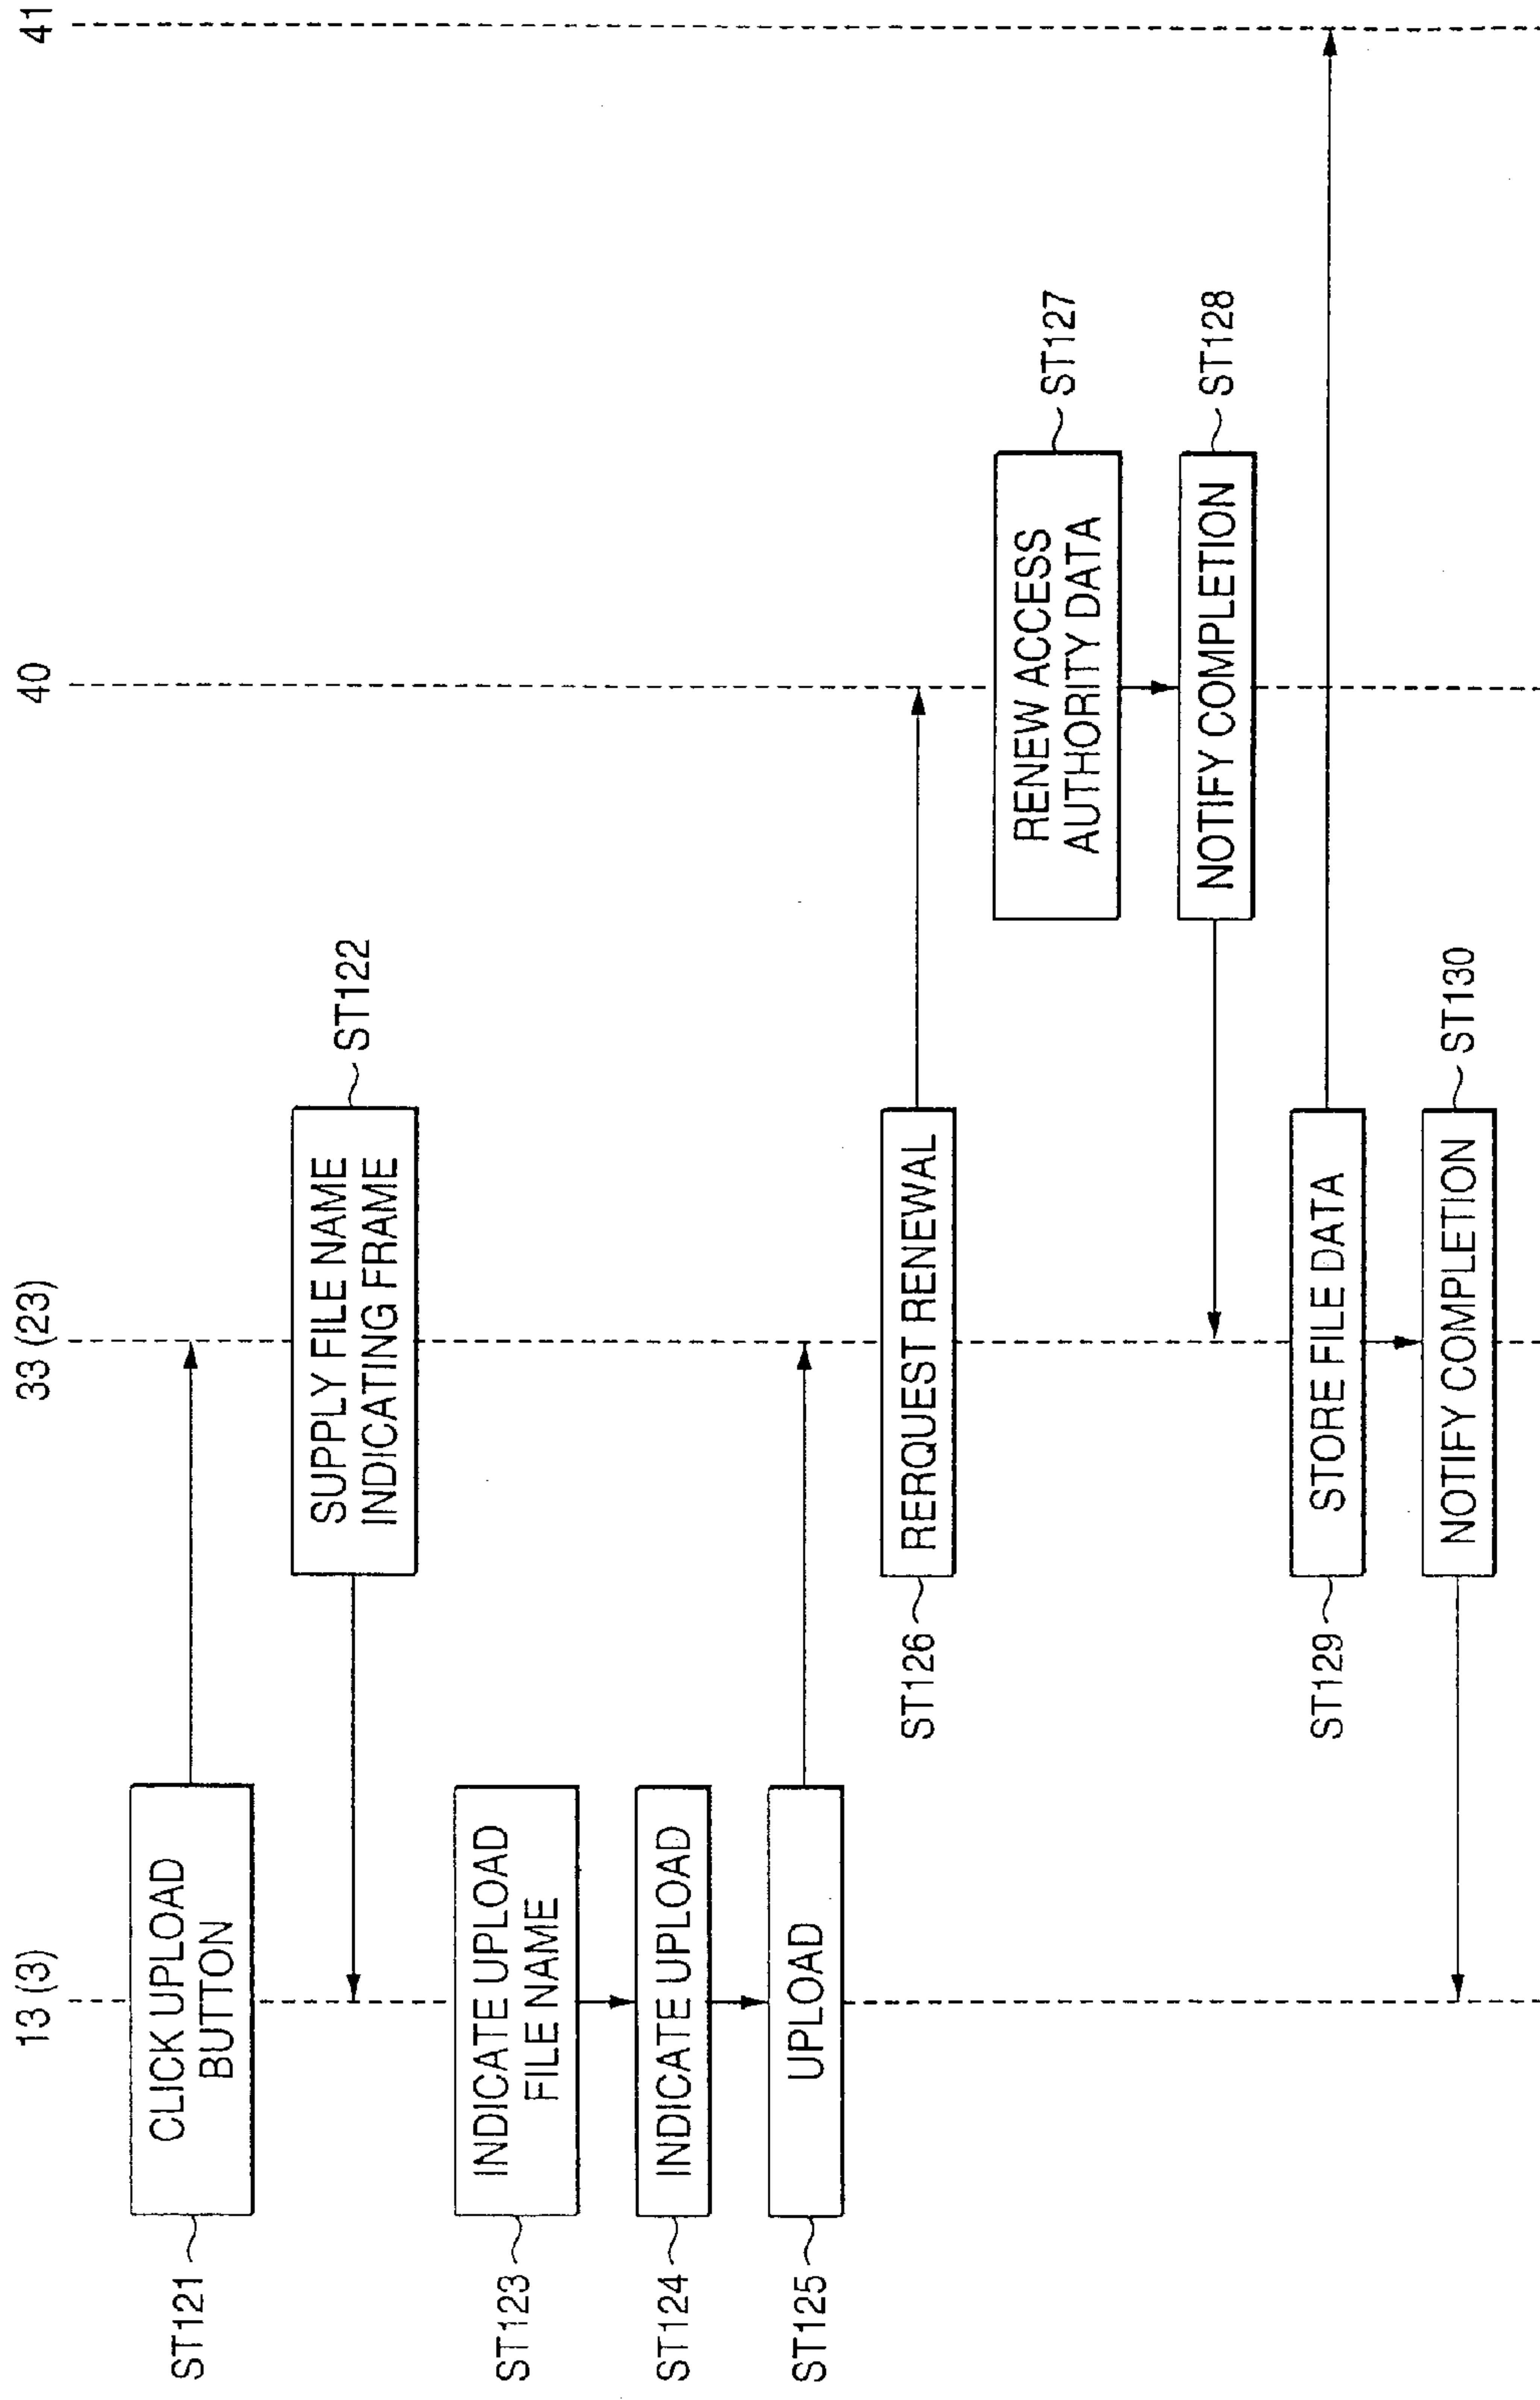 13 (3)
33 (23)
40
41
ST121
CLICK UPLOAD
BUTTON
SUPPLY FILE NAME
INDICATING FRAME
ST122
ST123
INDICATE UPLOAD
FILE NAME
ST124
INDICATE UPLOAD
ST125
UPLOAD
ST126
RERQUEST RENEWAL
RENEW ACCESS
AUTHORITY DATA
ST127
NOTIFY COMPLETION
ST128
ST129
STORE FILE DATA
NOTIFY COMPLETION
ST130